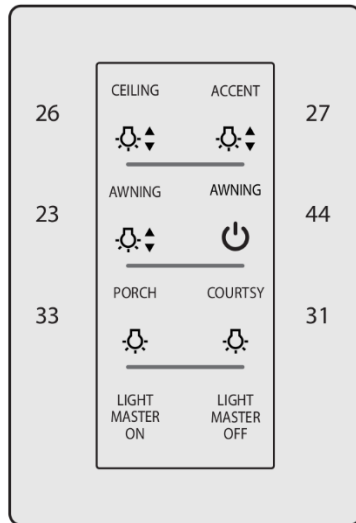 CEILING ACCENT
26 27
AWNING AWNING
23 44
PORCH COURTSY
33 31
LIGHT LIGHT
MASTER MASTER
ON OFF